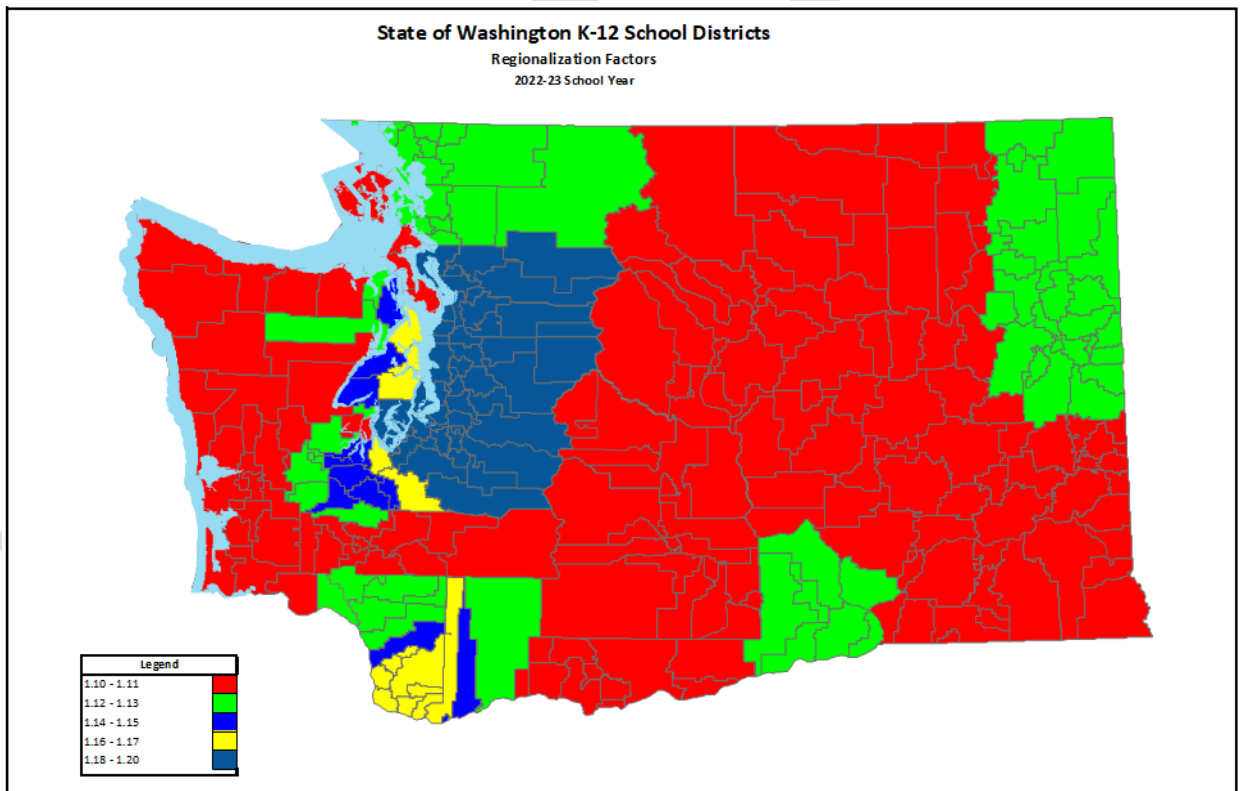 State of Washington K-12 School Districts
Regionalization Factors
2022-23 School Year
Legend
1.10 - 1.11
1.12 - 1.13
1.14 - 1.15
1.16 - 1.17
1.18 - 1.20